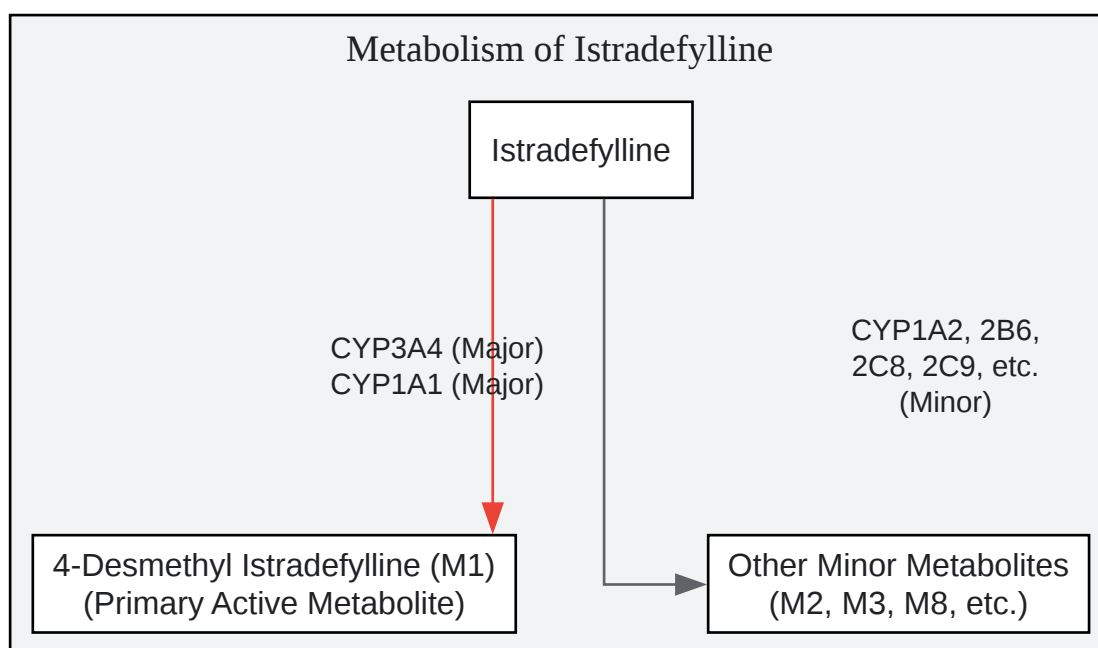 Metabolism of Istradefylline
Istradefylline
CYP3A4 (Major)
CYP1A1 (Major)
CYP1A2, 2B6,
2C8, 2C9, etc.
(Minor)
4-Desmethyl Istradefylline (M1)
(Primary Active Metabolite)
Other Minor Metabolites
(M2, M3, M8, etc.)